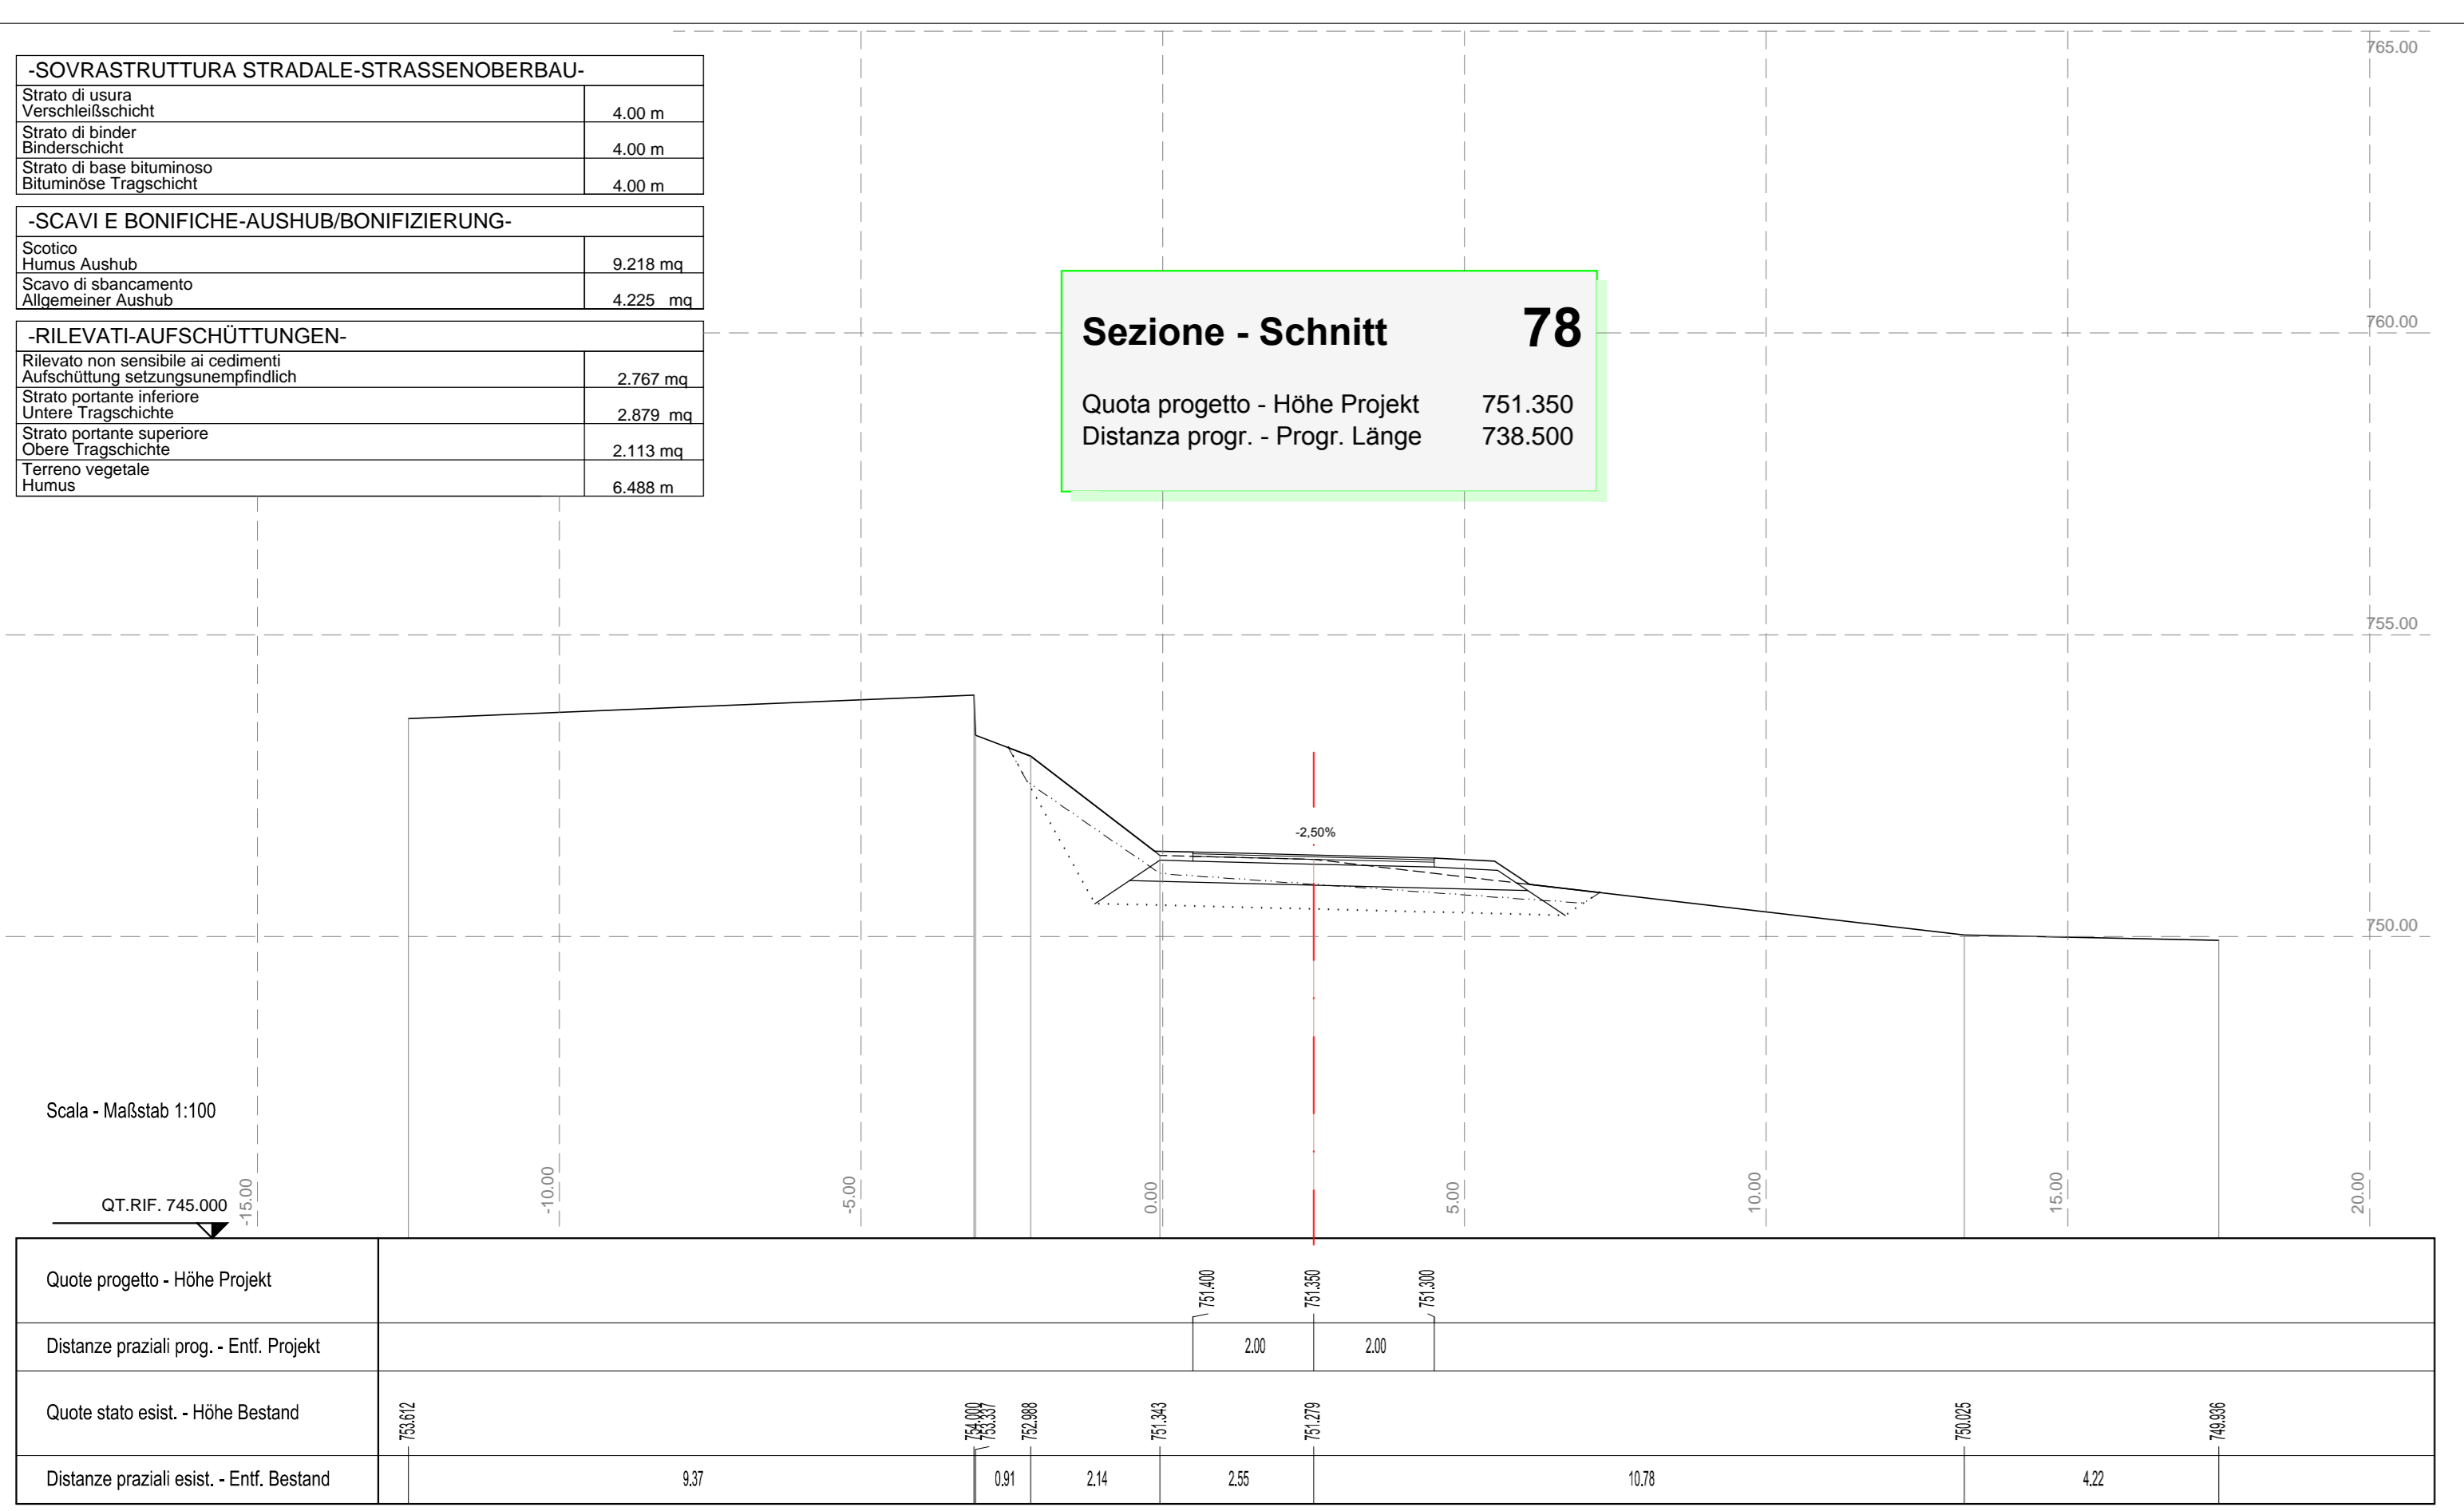 -SOVRASTRUTTURA STRADALE-STRASSENOBERBAU-
Strato di usura
Verschleißschicht 4.00 m
Strato di binder
Binderschicht 4.00 m
Strato di base bituminoso
Bituminöse Tragschicht 4.00 m
-SCAVI E BONIFICHE-AUSHUB/BONIFIZIERUNG-
Scotico
Humus Aushub 9.218 mq
Scavo di sbancamento
Allgemeiner Aushub 4.225 mq
-RILEVATI-AUFSCHÜTTUNGEN-
Rilevato non sensibile ai cedimenti
Aufschüttung setzungsunempfindlich 2.767 mq
Strato portante inferiore
Untere Tragschichte 2.879 mq
Strato portante superiore
Obere Tragschichte 2.113 mq
Terreno vegetale
Humus 6.488 m
Sezione - Schnitt 78
Quota progetto - Höhe Projekt 751.350
Distanza progr. - Progr. Länge 738.500
765.00
760.00
755.00
750.00
-2,50%
Scala - Maßstab 1:100
QT.RIF. 745.000
-15.00 -10.00 -5.00 0.00 5.00 10.00 15.00 20.00
Quote progetto - Höhe Projekt 751.400 751.350 751.300
Distanze praziali prog. - Entf. Projekt 2.00 2.00
Quote stato esist. - Höhe Bestand 753.612 754.000 753.337 752.988 751.343 751.279 750.025 749.936
Distanze praziali esist. - Entf. Bestand 9.37 0.91 2.14 2.55 10.78 4.22